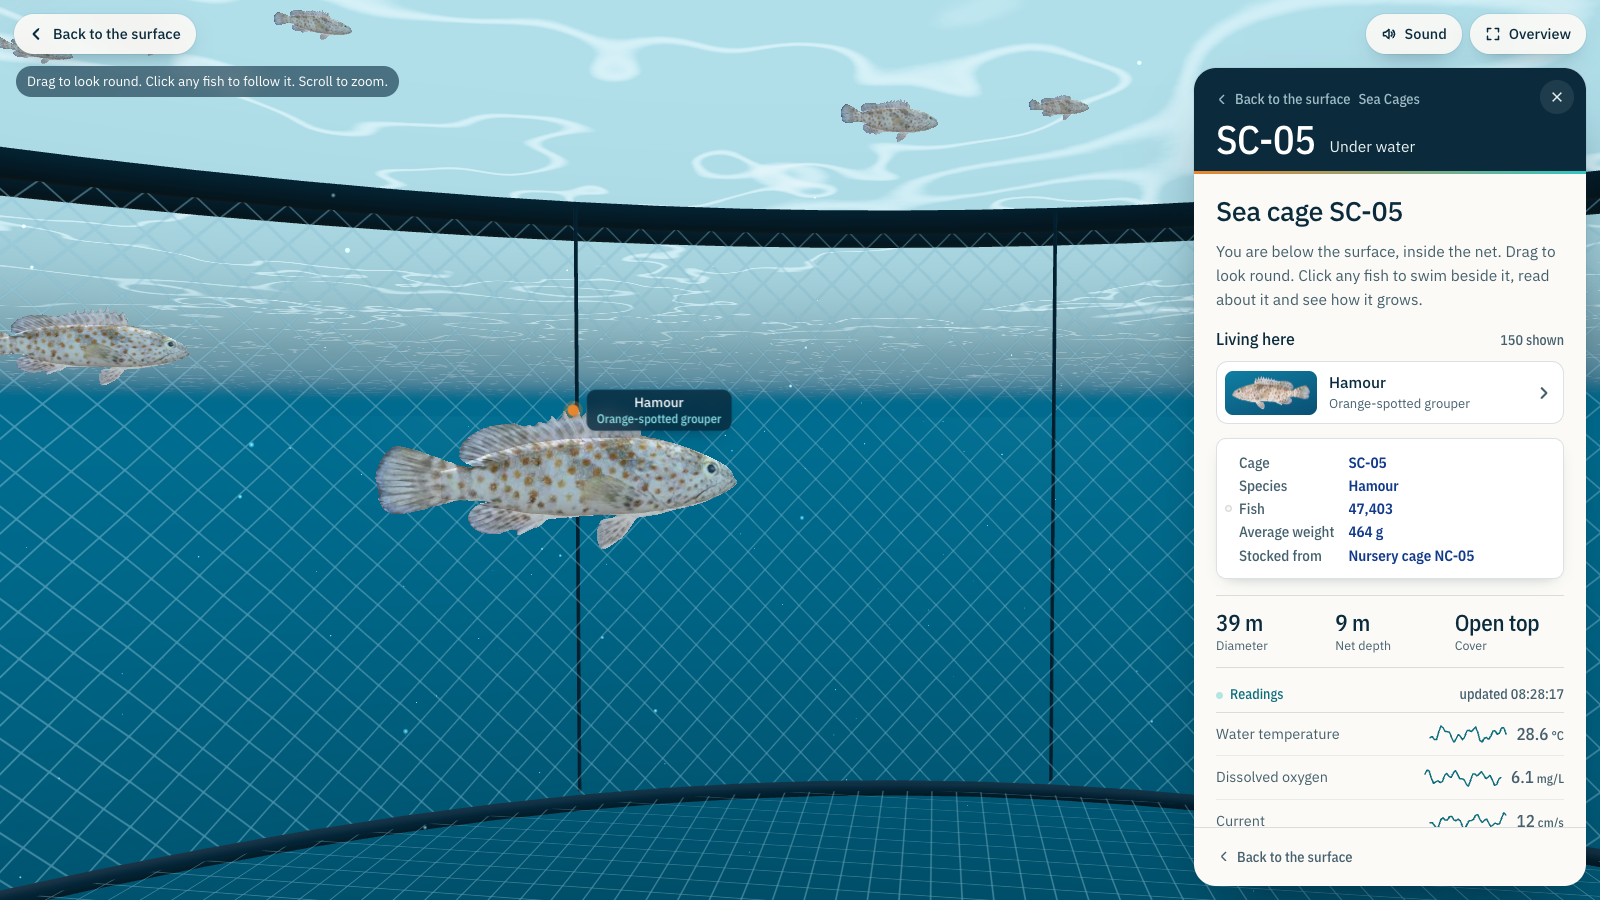 Back to the surface
Drag to look round. Click any fish to follow it. Scroll to zoom.
Sound
Overview
Hamour
Orange-spotted grouper
Back to the surface Sea Cages
SC-05 Under water
Sea cage SC-05
You are below the surface, inside the net. Drag to
look round. Click any fish to swim beside it, read
about it and see how it grows.
Living here 150 shown
Hamour
Orange-spotted grouper
Cage SC-05
Species Hamour
Fish 47,403
Average weight 464 g
Stocked from Nursery cage NC-05
39 m 9 m Open top
Diameter Net depth Cover
Readings updated 08:28:17
Water temperature 28.6 °C
Dissolved oxygen 6.1 mg/L
Current 12 cm/s
Back to the surface